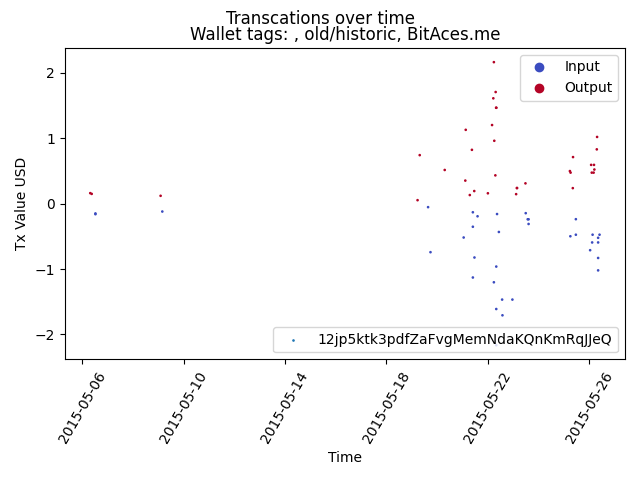 Transcations over time
Wallet tags: , old/historic, BitAces.me
Input
Output
Tx Value USD
2
1
0
−1
−2
12jp5ktk3pdfZaFvgMemNdaKQnKmRqJJeQ
2015-05-06
2015-05-10
2015-05-14
2015-05-18
2015-05-22
2015-05-26
Time